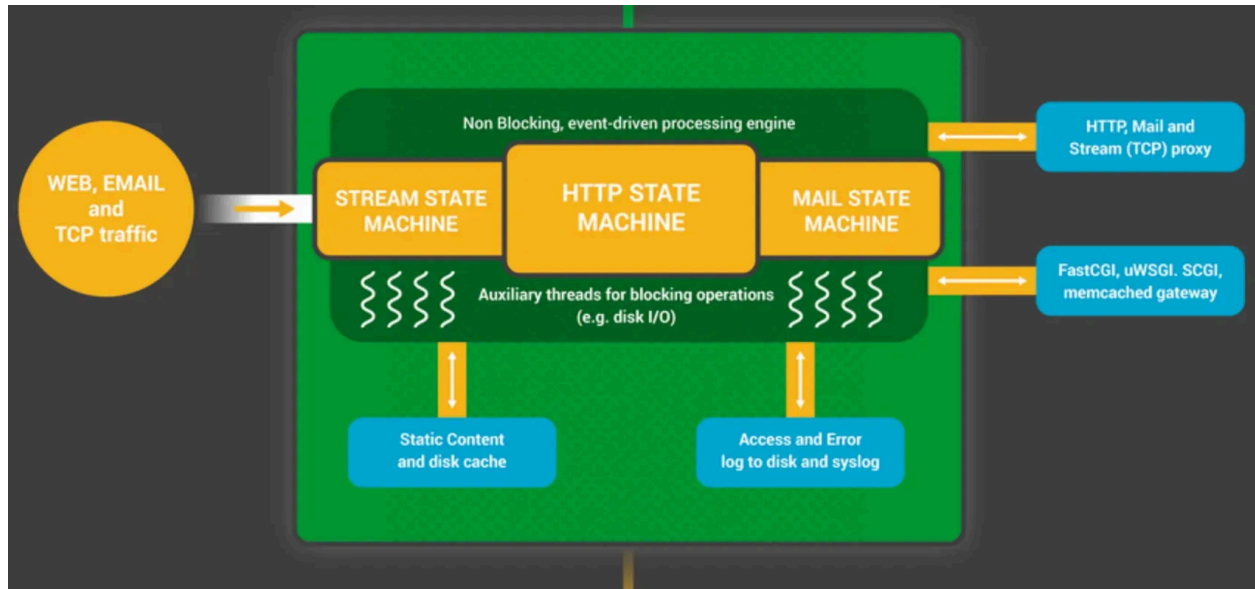 Non Blocking, event-driven processing engine
WEB, EMAIL
and
TCP traffic
STREAM STATE
MACHINE
HTTP STATE
MACHINE
MAIL STATE
MACHINE
HTTP, Mail and
Stream (TCP) proxy
FastCGI, uWSGI. SCGI,
memcached gateway
Auxiliary threads for blocking operations
(e.g. disk I/O)
Static Content
and disk cache
Access and Error
log to disk and syslog